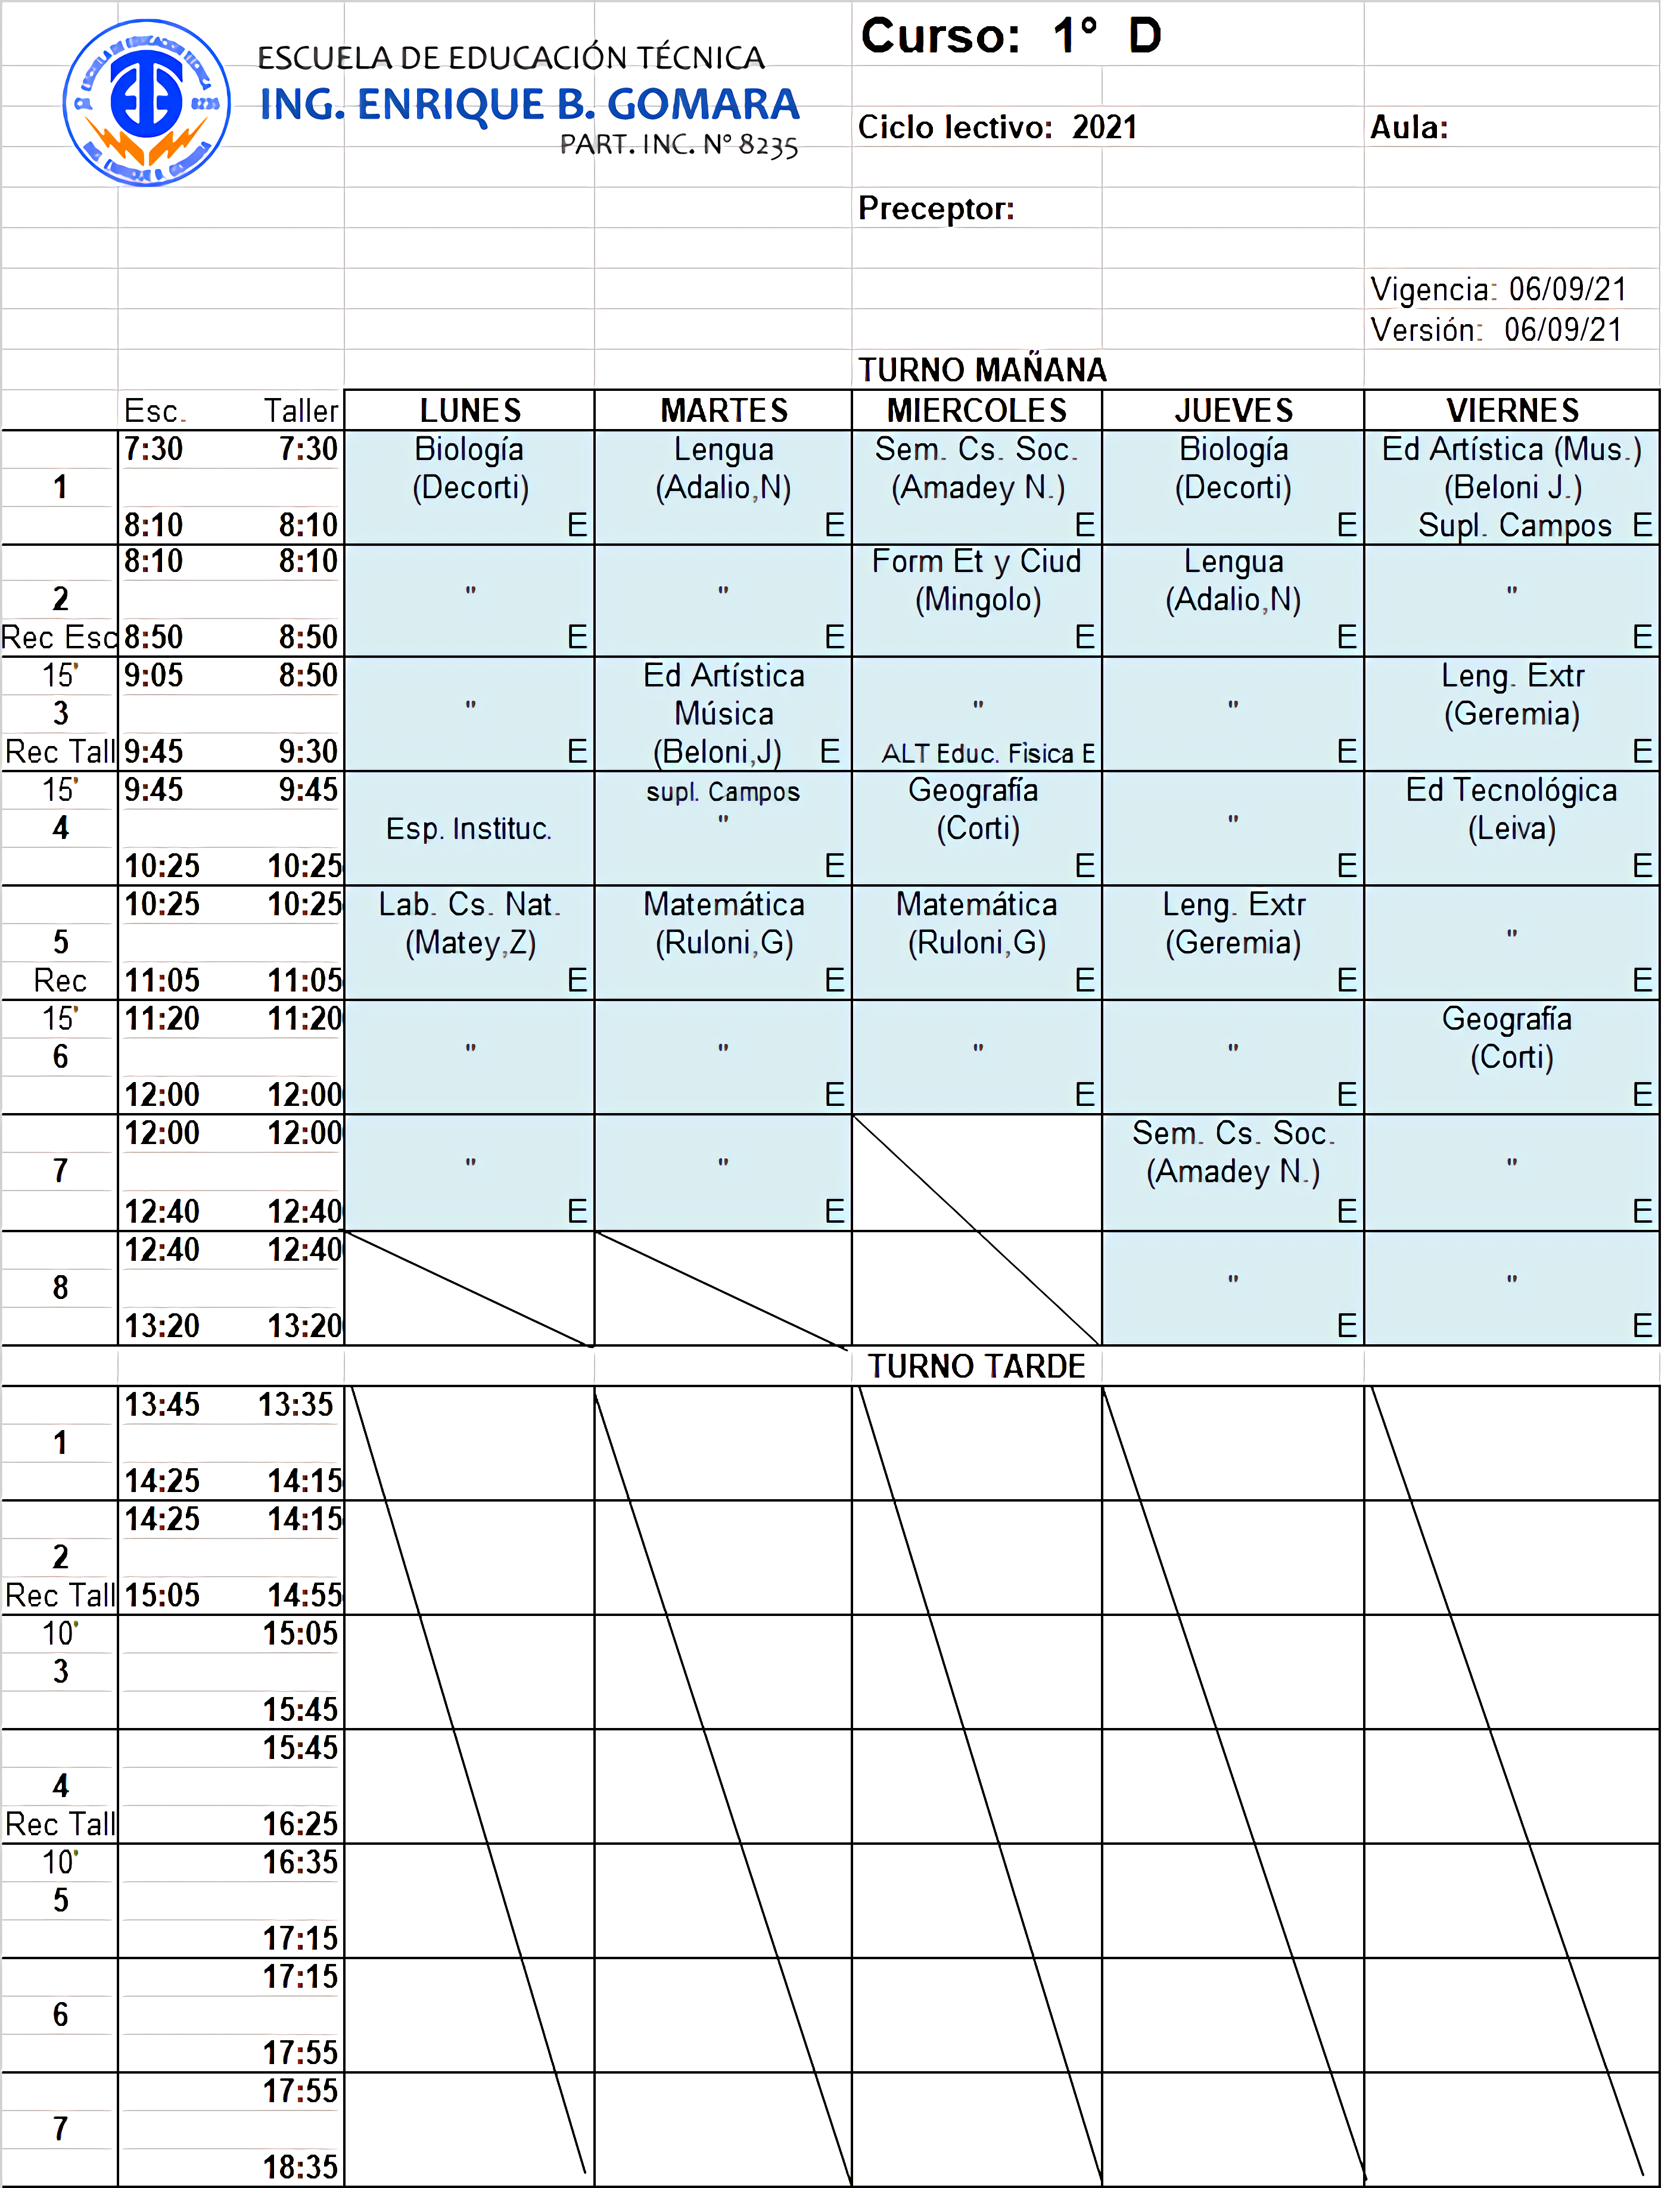 ESCUELA DE EDUCACIÓN TÉCNICA
ING. ENRIQUE B. GOMARA
PART. INC. N° 8235
Curso: 1° D
Ciclo lectivo: 2021 Aula:
Preceptor:
Vigencia: 06/09/21
Versión: 06/09/21
TURNO MAÑANA
Esc. Taller LUNES MARTES MIERCOLES JUEVES VIERNES
7:30 7:30 Biología Lengua Sem. Cs. Soc. Biología Ed Artística (Mus.)
1 (Decorti) (Adalio,N) (Amadey N.) (Decorti) (Beloni J.)
8:10 8:10 E E E E Supl. Campos E
8:10 8:10 Form Et y Ciud Lengua
2 " " (Mingolo) (Adalio,N) "
Rec Esc 8:50 8:50 E E E E E
15' 9:05 8:50 Ed Artística Leng. Extr
3 " Música " " (Geremia)
Rec Tall 9:45 9:30 E (Beloni,J) E ALT Educ. Fìsica E E E
15' 9:45 9:45 supl. Campos Geografía Ed Tecnológica
4 Esp. Instituc. " (Corti) " (Leiva)
10:25 10:25 E E E E
10:25 10:25 Lab. Cs. Nat. Matemática Matemática Leng. Extr
5 (Matey,Z) (Ruloni,G) (Ruloni,G) (Geremia) "
Rec 11:05 11:05 E E E E E
15' 11:20 11:20 Geografía
6 " " " " (Corti)
12:00 12:00 E E E E
12:00 12:00 Sem. Cs. Soc.
7 " " (Amadey N.) "
12:40 12:40 E E E E
12:40 12:40
8 " "
13:20 13:20 E E
TURNO TARDE
13:45 13:35
1
14:25 14:15
14:25 14:15
2
Rec Tall 15:05 14:55
10' 15:05
3
15:45
15:45
4
Rec Tall 16:25
10' 16:35
5
17:15
17:15
6
17:55
17:55
7
18:35